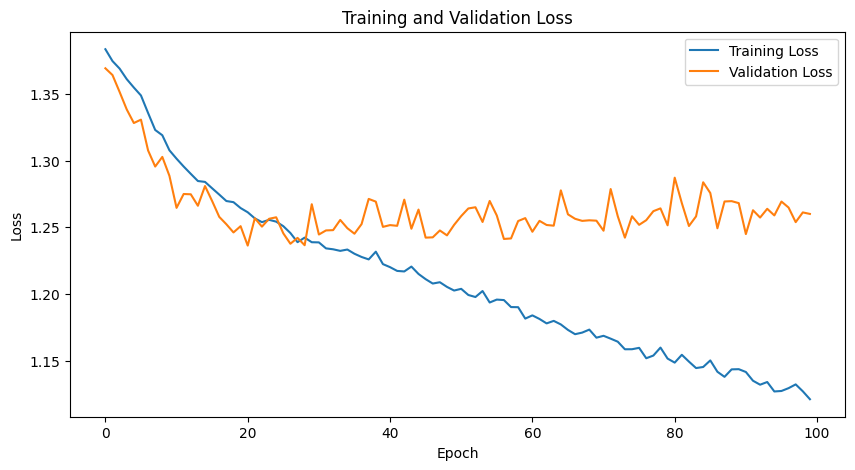 Training and Validation Loss
Training Loss
Validation Loss
Loss
1.35
1.30
1.25
1.20
1.15
0 20 40 60 80 100
Epoch